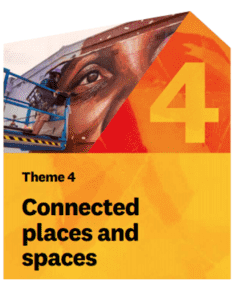 4
Theme 4
Connected
places and
spaces